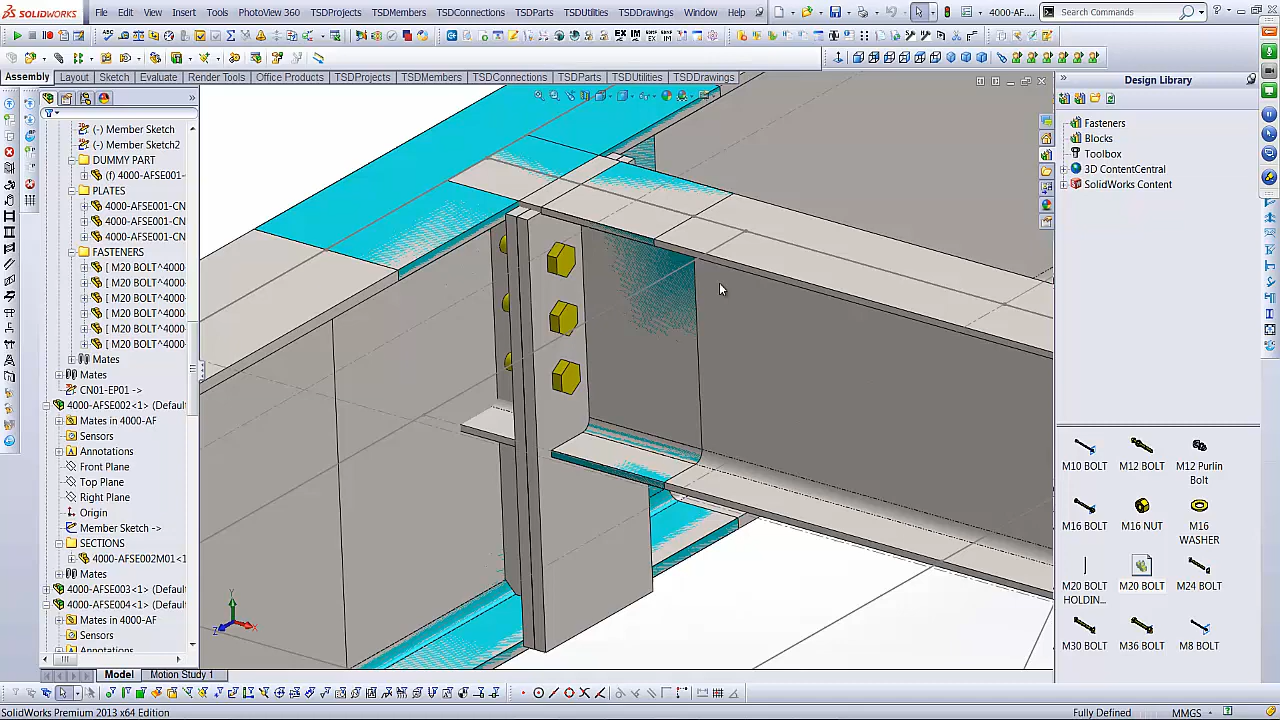 SOLIDWORKS
File Edit View Insert Tools PhotoView 360 TSDProjects TSDMembers TSDConnections TSDParts TSDUtilities TSDDrawings Window Help
4000-AF...
Search Commands
Assembly Layout Sketch Evaluate Render Tools Office Products TSDProjects TSDMembers TSDConnections TSDParts TSDUtilities TSDDrawings
Design Library
(-) Member Sketch
(-) Member Sketch2
DUMMY PART
(f) 4000-AFSE001-
PLATES
4000-AFSE001-CN
4000-AFSE001-CN
4000-AFSE001-CN
FASTENERS
[ M20 BOLT^4000
[ M20 BOLT^4000
[ M20 BOLT^4000
[ M20 BOLT^4000
[ M20 BOLT^4000
[ M20 BOLT^4000
Mates
Mates
CN01-EP01 ->
4000-AFSE002<1> (Default
Mates in 4000-AF
Sensors
Annotations
Front Plane
Top Plane
Right Plane
Origin
Member Sketch ->
SECTIONS
4000-AFSE002M01<1
Mates
4000-AFSE003<1> (Default
4000-AFSE004<1> (Default
Mates in 4000-AF
Sensors
Annotations
Y
X
Z
Fasteners
Blocks
Toolbox
3D ContentCentral
SolidWorks Content
M10 BOLT M12 BOLT M12 Purlin
Bolt
M16 BOLT M16 NUT M16
WASHER
M20 BOLT M20 BOLT M24 BOLT
HOLDIN...
M30 BOLT M36 BOLT M8 BOLT
Model Motion Study 1
SolidWorks Premium 2013 x64 Edition
Fully Defined MMGS